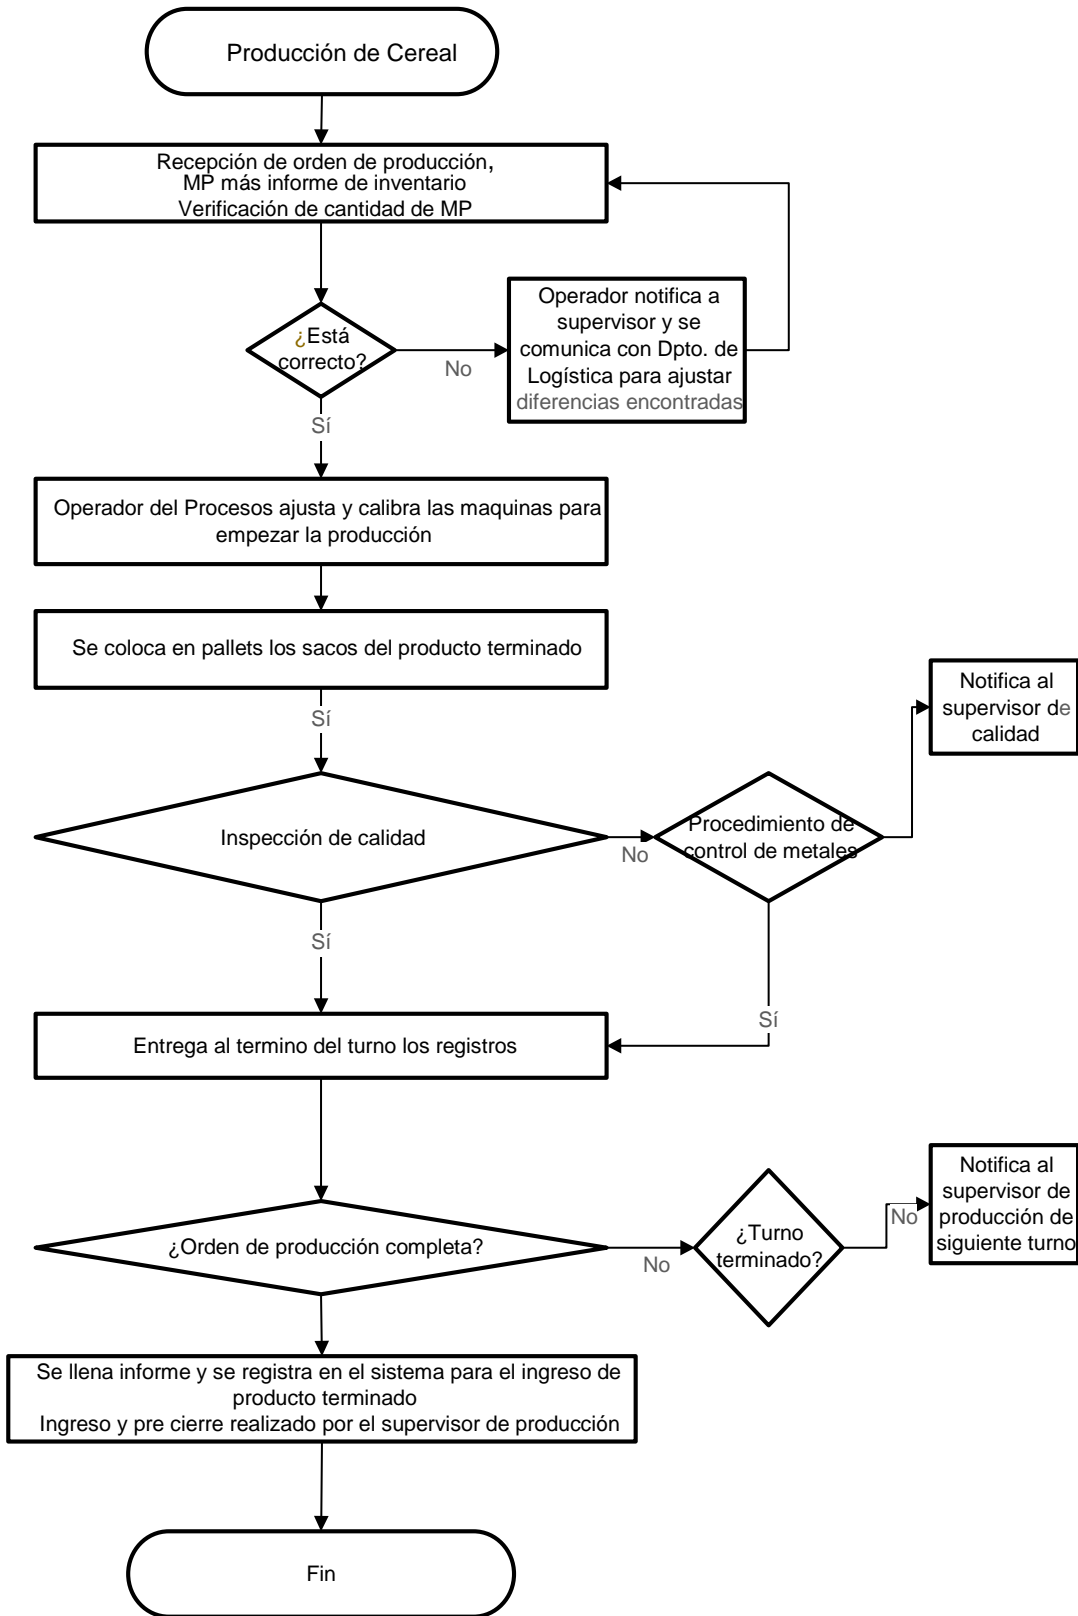 Producción de Cereal
Recepción de orden de producción,
MP más informe de inventario
Verificación de cantidad de MP
¿Está
correcto?
No
Operador notifica a
supervisor y se
comunica con Dpto. de
Logística para ajustar
diferencias encontradas
Sí
Operador del Procesos ajusta y calibra las maquinas para
empezar la producción
Se coloca en pallets los sacos del producto terminado
Sí
Notifica al
supervisor de
calidad
Inspección de calidad
No
Procedimiento de
control de metales
Sí
Sí
Entrega al termino del turno los registros
¿Orden de producción completa?
No
¿Turno
terminado?
No
Notifica al
supervisor de
producción de
siguiente turno
Se llena informe y se registra en el sistema para el ingreso de
producto terminado
Ingreso y pre cierre realizado por el supervisor de producción
Fin